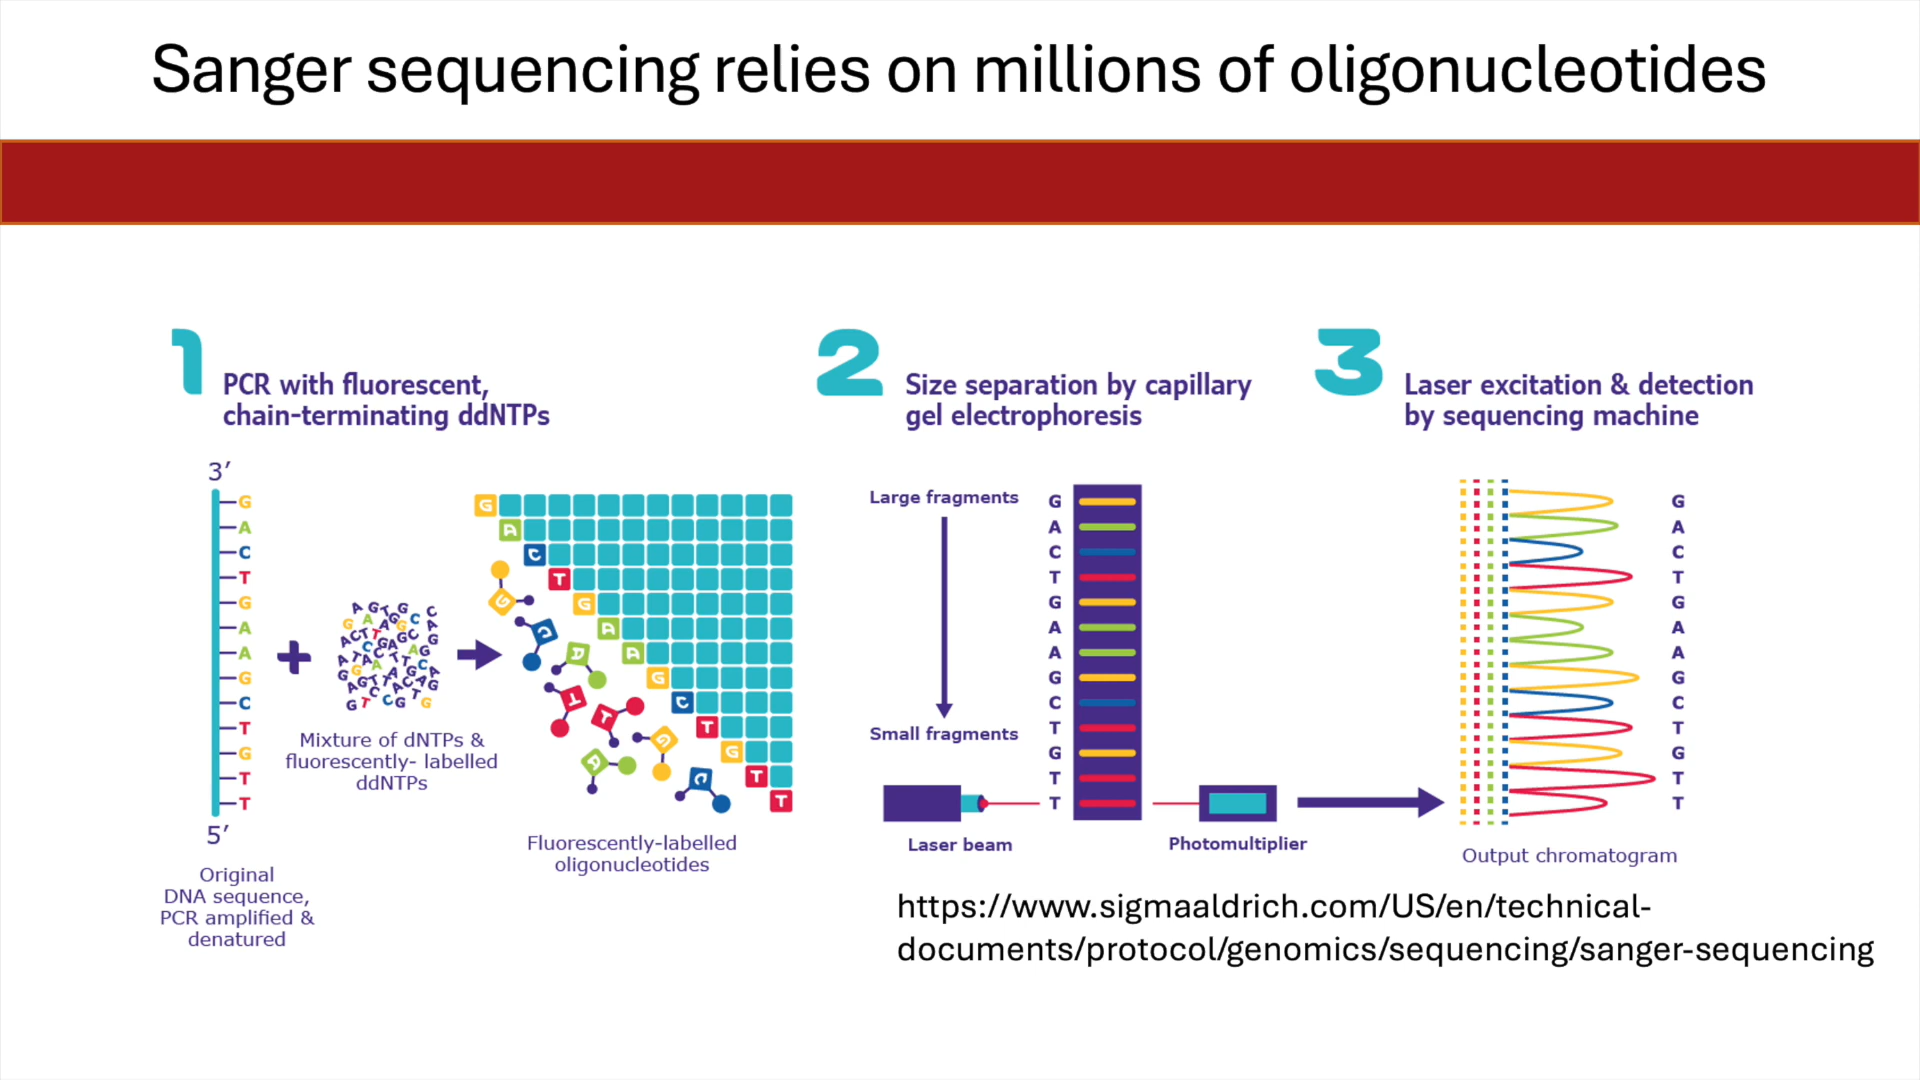 Sanger sequencing relies on millions of oligonucleotides
1
PCR with fluorescent,
chain-terminating ddNTPs
3′
G
A
C
T
G
A
A
G
C
T
G
T
T
5′
Original
DNA sequence,
PCR amplified &
denatured
+
Mixture of dNTPs &
fluorescently- labelled
ddNTPs
G
A
C
T
G
A
A
G
C
T
G
T
T
G
C
A
T
T
G
A
C
Fluorescently-labelled
oligonucleotides
2
Size separation by capillary
gel electrophoresis
Large fragments
Small fragments
G
A
C
T
G
A
A
G
C
T
G
T
T
Laser beam
Photomultiplier
3
Laser excitation & detection
by sequencing machine
G
A
C
T
G
A
A
G
C
T
G
T
T
Output chromatogram
https://www.sigmaaldrich.com/US/en/technical-
documents/protocol/genomics/sequencing/sanger-sequencing